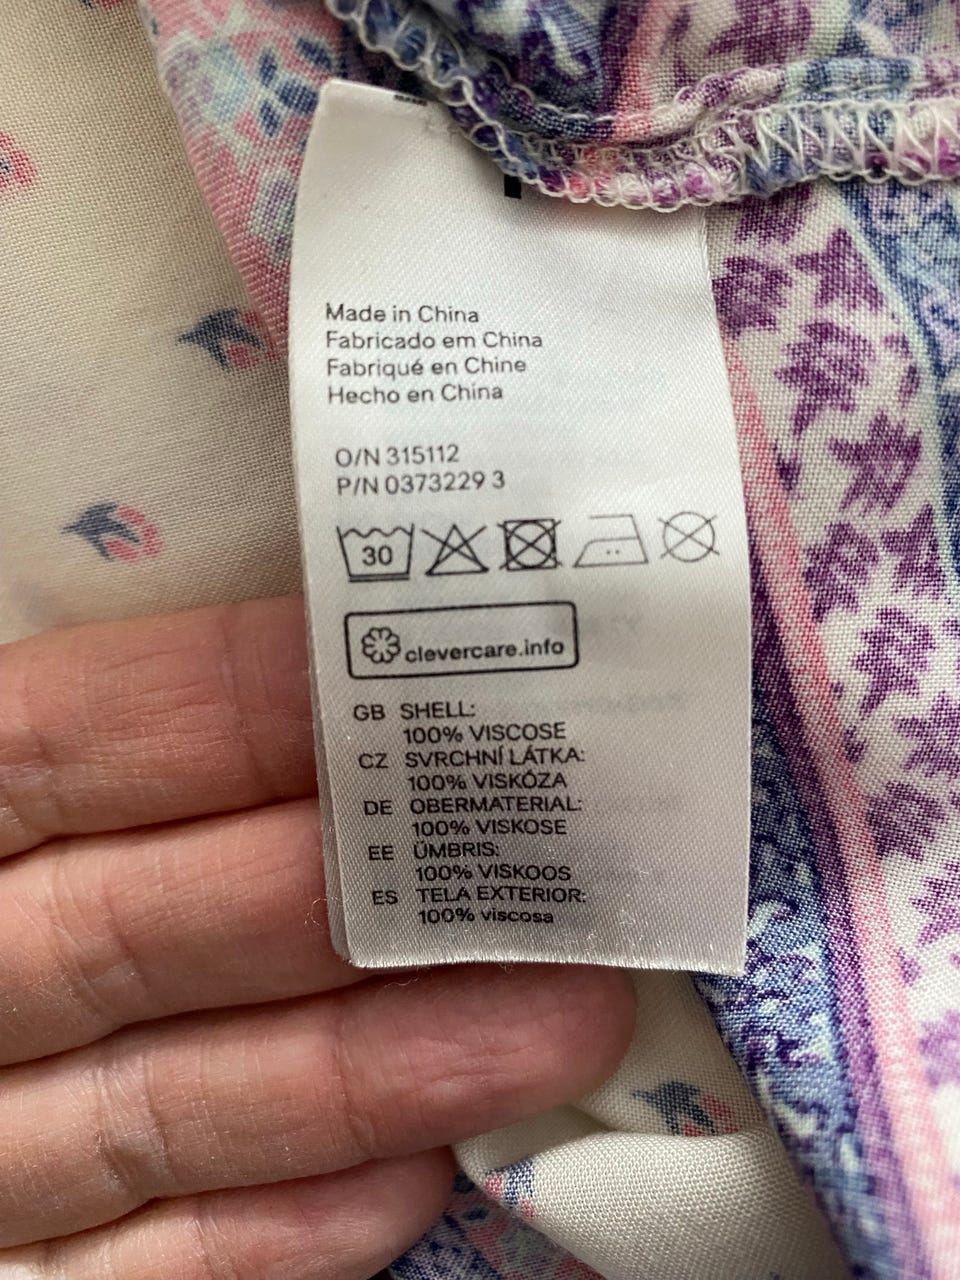 Made in China
Fabricado em China
Fabriqué en Chine
Hecho en China
O/N 315112
P/N 0373229 3
30
clevercare.info
GB SHELL:
100% VISCOSE
CZ SVRCHNÍ LÁTKA:
100% VISKÓZA
DE OBERMATERIAL:
100% VISKOSE
EE ÜMBRIS:
100% VISKOOS
ES TELA EXTERIOR:
100% viscosa